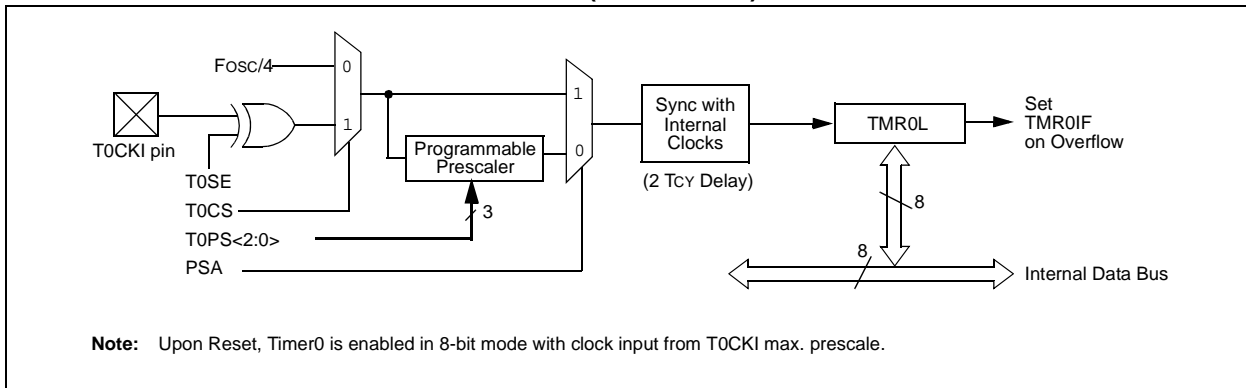 FOSC/4
0
1
T0CKI pin
T0SE
T0CS
T0PS<2:0>
PSA
Programmable
Prescaler
3
1
0
Sync with
Internal
Clocks
(2 TCY Delay)
TMR0L
Set
TMR0IF
on Overflow
8
8
Internal Data Bus
Note: Upon Reset, Timer0 is enabled in 8-bit mode with clock input from T0CKI max. prescale.